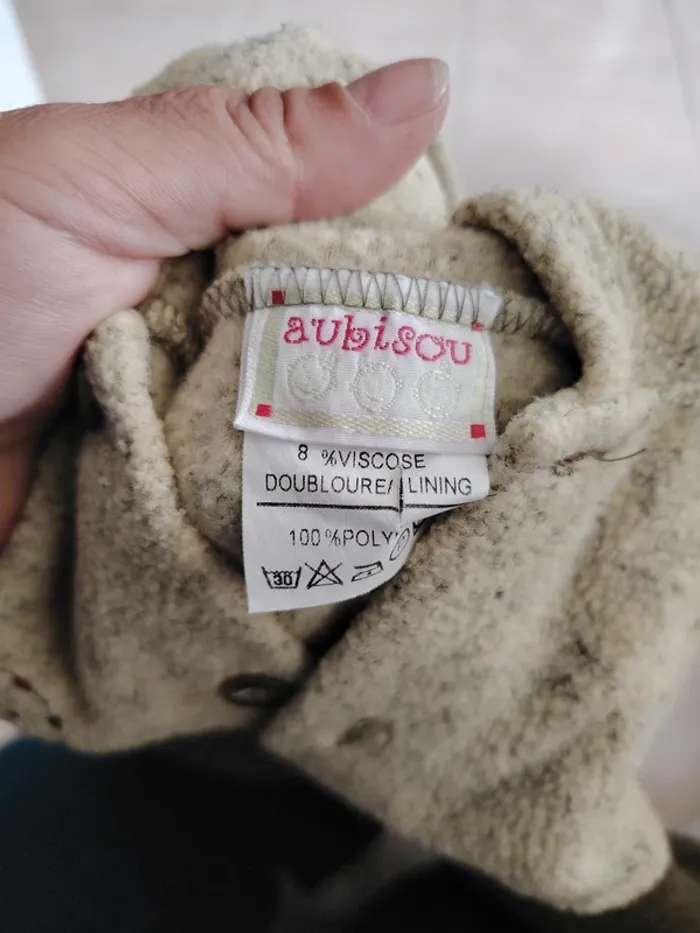 aubisou
8 %VISCOSE
DOUBLOURE/ LINING
100 %POLY
30